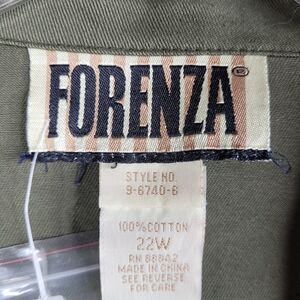 FORENZA®
STYLE NO.
9-6740-6
100% COTTON
22W
RN 88842
MADE IN CHINA
SEE REVERSE
FOR CARE